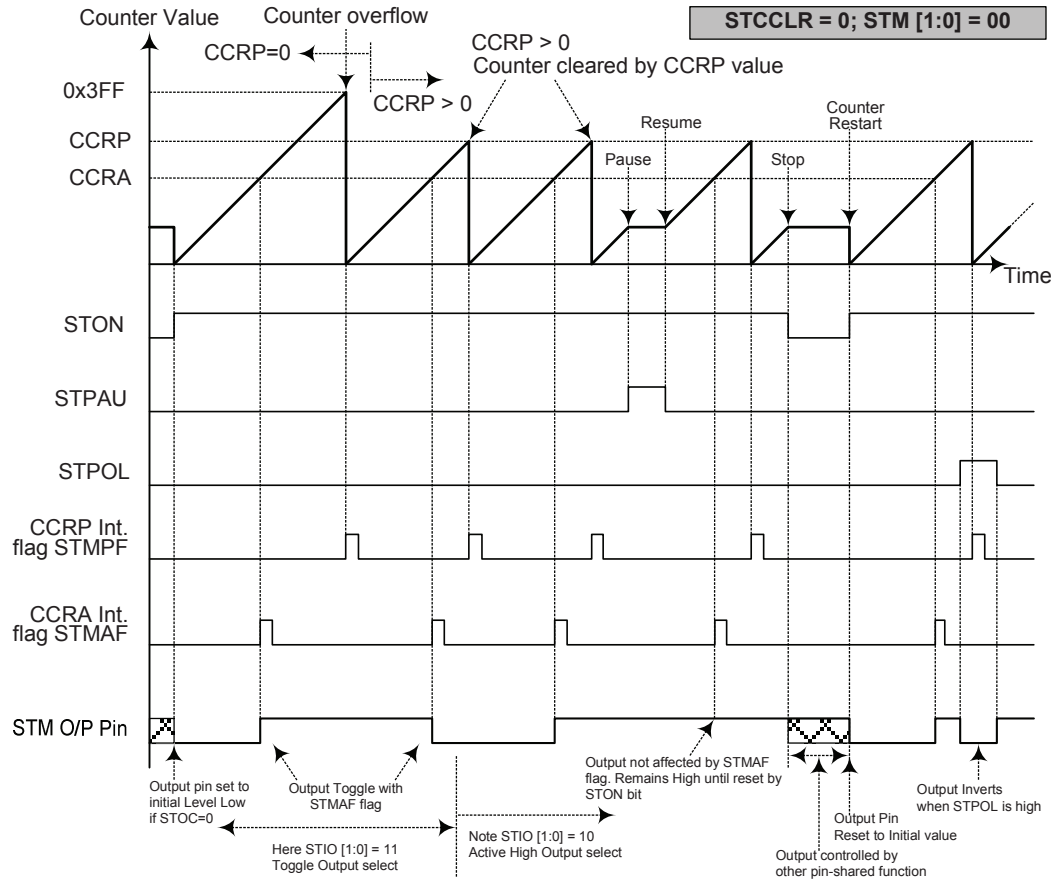 Counter Value
Counter overflow
STCCLR = 0; STM [1:0] = 00
CCRP=0
CCRP > 0
CCRP > 0
Counter cleared by CCRP value
0x3FF
CCRP
CCRA
Pause
Resume
Stop
Counter
Restart
Time
STON
STPAU
STPOL
CCRP Int.
flag STMPF
CCRA Int.
flag STMAF
STM O/P Pin
Output pin set to
initial Level Low
if STOC=0
Output Toggle with
STMAF flag
Output not affected by STMAF
flag. Remains High until reset by
STON bit
Output Inverts
when STPOL is high
Output Pin
Reset to Initial value
Here STIO [1:0] = 11
Toggle Output select
Note STIO [1:0] = 10
Active High Output select
Output controlled by
other pin-shared function